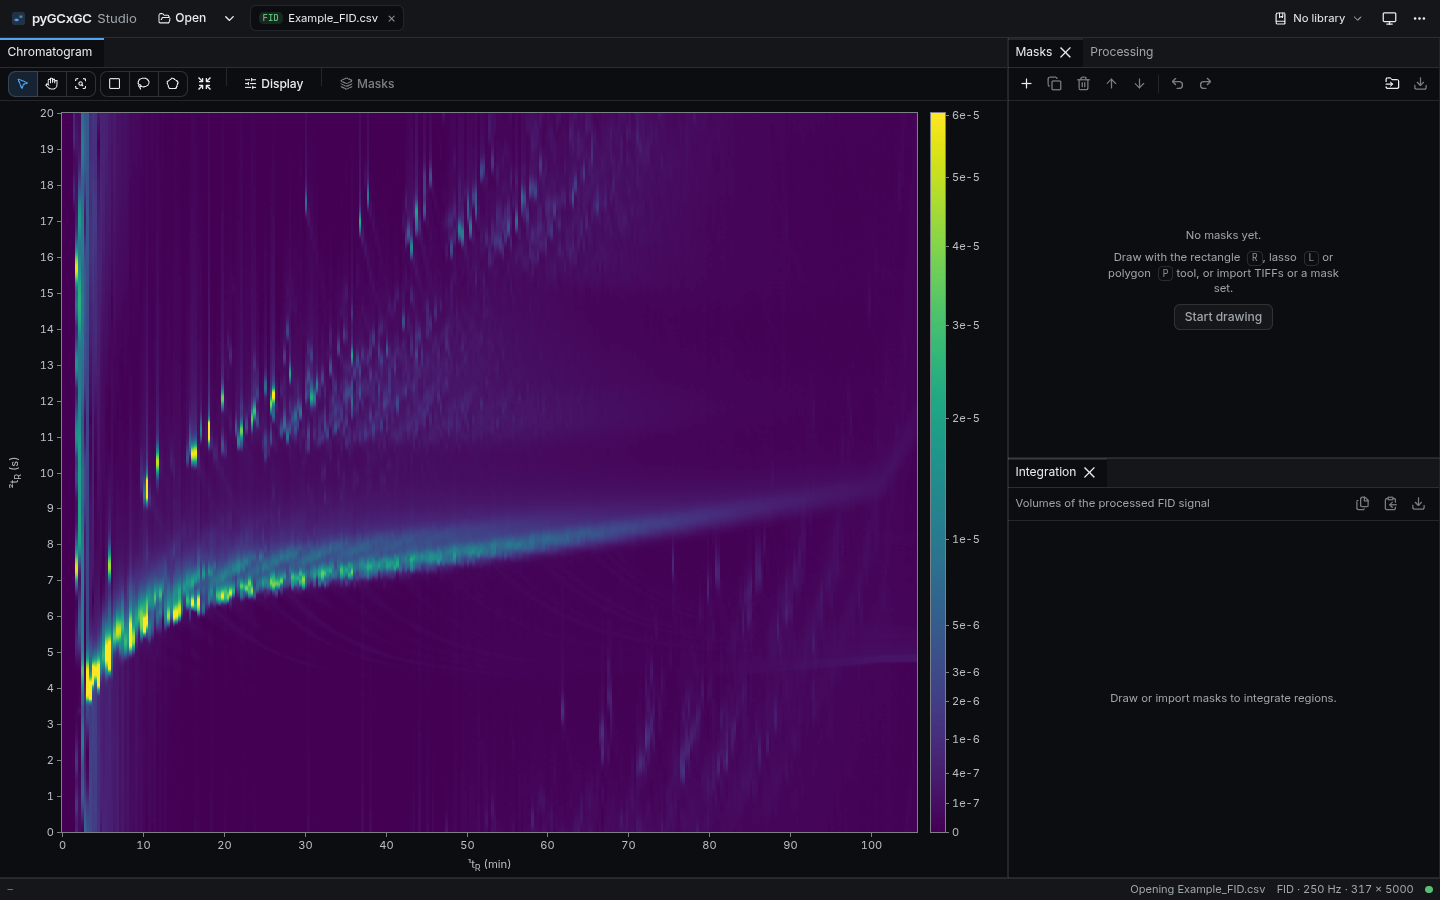 pyGCxGC Studio Open FID Example_FID.csv × No library
Chromatogram
Masks Processing
Display Masks
20
19
18
17
16
15
14
13
12
11
10
9
8
7
6
5
4
3
2
1
0
²tR (s)
0 10 20 30 40 50 60 70 80 90 100
¹tR (min)
6e-5
5e-5
4e-5
3e-5
2e-5
1e-5
5e-6
3e-6
2e-6
1e-6
4e-7
1e-7
0
No masks yet.
Draw with the rectangle R, lasso L or
polygon P tool, or import TIFFs or a mask
set.
Start drawing
Integration
Volumes of the processed FID signal
Draw or import masks to integrate regions.
– Opening Example_FID.csv FID · 250 Hz · 317 × 5000